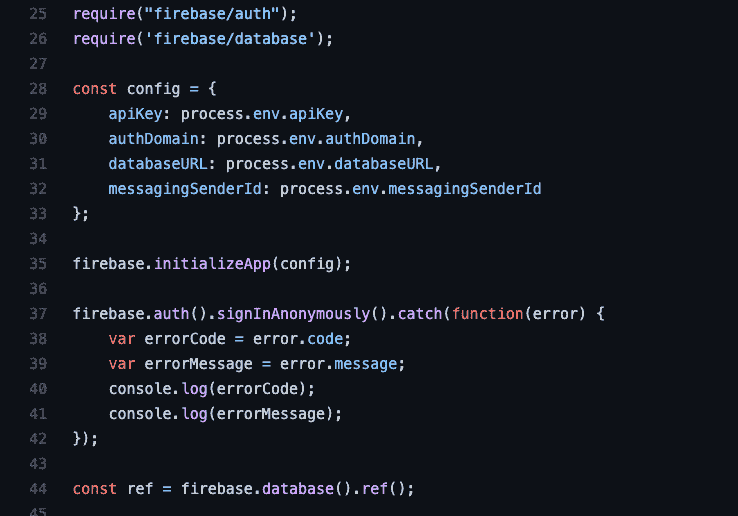 25 require("firebase/auth");
26 require('firebase/database');
27
28 const config = {
29     apiKey: process.env.apiKey,
30     authDomain: process.env.authDomain,
31     databaseURL: process.env.databaseURL,
32     messagingSenderId: process.env.messagingSenderId
33 };
34
35 firebase.initializeApp(config);
36
37 firebase.auth().signInAnonymously().catch(function(error) {
38     var errorCode = error.code;
39     var errorMessage = error.message;
40     console.log(errorCode);
41     console.log(errorMessage);
42 });
43
44 const ref = firebase.database().ref();
45